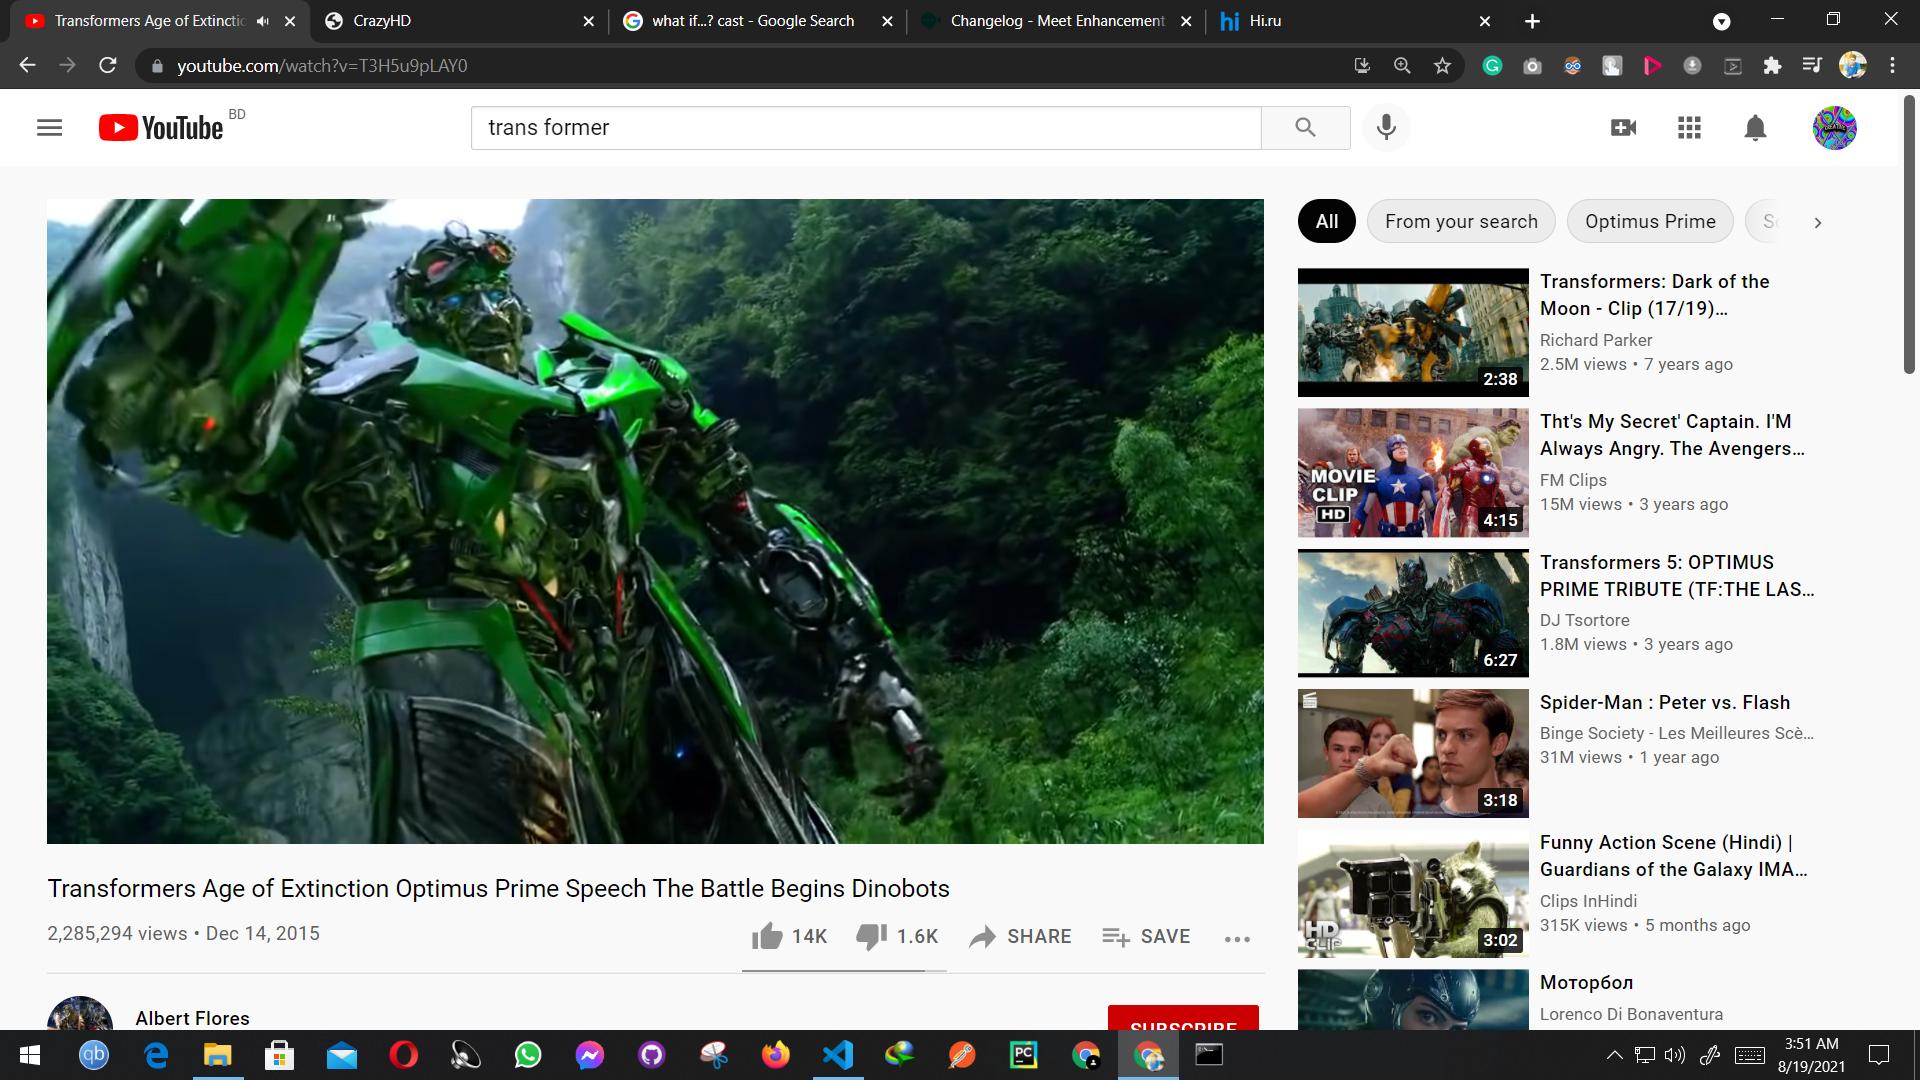 Transformers Age of Extinctio
CrazyHD
what if...? cast - Google Search
Changelog - Meet Enhancement
hi Hi.ru
youtube.com/watch?v=T3H5u9pLAY0
YouTube BD
trans former
All
From your search
Optimus Prime
Transformers: Dark of the
Moon - Clip (17/19)...
Richard Parker
2.5M views • 7 years ago
2:38
Tht's My Secret' Captain. I'M
Always Angry. The Avengers...
FM Clips
15M views • 3 years ago
MOVIE
CLIP
HD
4:15
Transformers 5: OPTIMUS
PRIME TRIBUTE (TF:THE LAS...
DJ Tsortore
1.8M views • 3 years ago
6:27
Spider-Man : Peter vs. Flash
Binge Society - Les Meilleures Scè...
31M views • 1 year ago
3:18
Funny Action Scene (Hindi) |
Guardians of the Galaxy IMA...
Clips InHindi
315K views • 5 months ago
HD
CLIP
3:02
Моторбол
Lorenco Di Bonaventura
Transformers Age of Extinction Optimus Prime Speech The Battle Begins Dinobots
2,285,294 views • Dec 14, 2015
14K
1.6K
SHARE
SAVE
Albert Flores
SUBSCRIBE
qb
PC
3:51 AM
8/19/2021